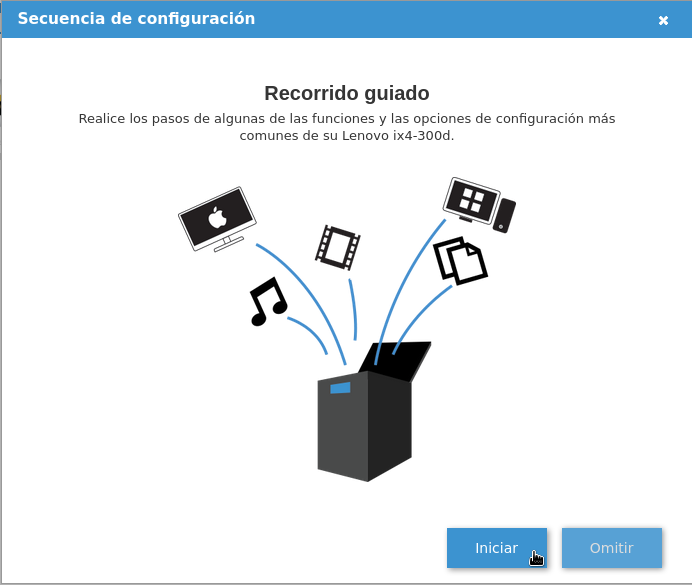 Secuencia de configuración
Recorrido guiado
Realice los pasos de algunas de las funciones y las opciones de configuración más
comunes de su Lenovo ix4-300d.
Iniciar
Omitir